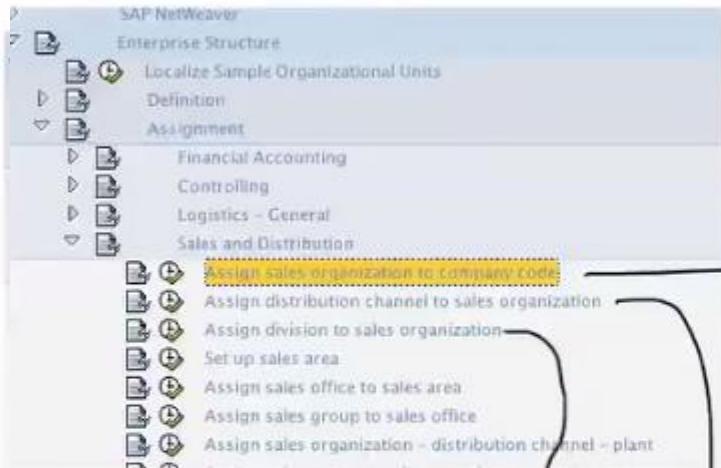 SAP NetWeaver
Enterprise Structure
Localize Sample Organizational Units
Definition
Assignment
Financial Accounting
Controlling
Logistics - General
Sales and Distribution
Assign sales organization to company code
Assign distribution channel to sales organization
Assign division to sales organization
Set up sales area
Assign sales office to sales area
Assign sales group to sales office
Assign sales organization - distribution channel - plant